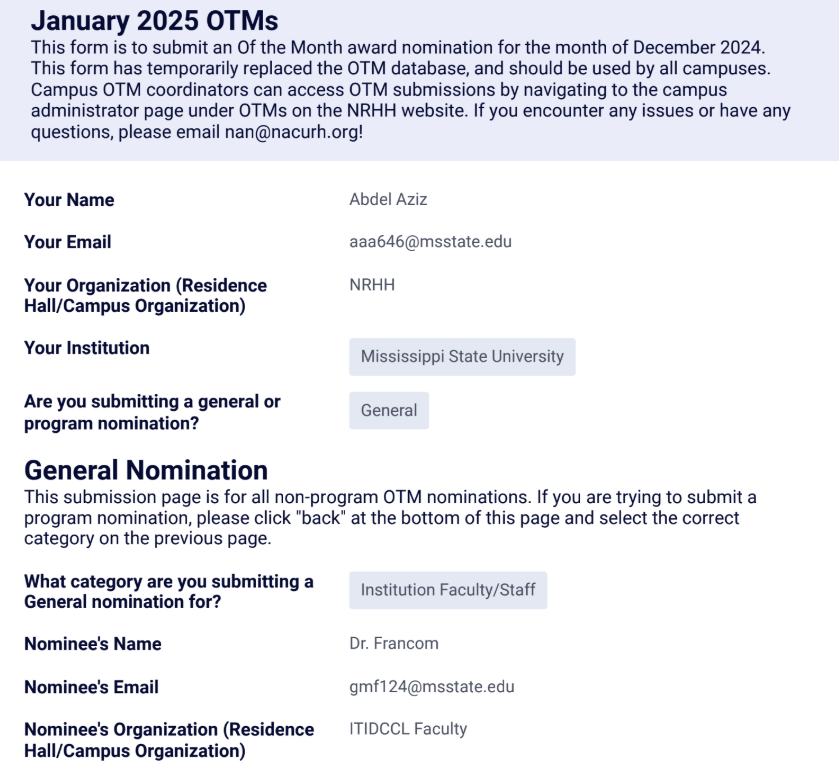 January 2025 OTMs
This form is to submit an Of the Month award nomination for the month of December 2024.
This form has temporarily replaced the OTM database, and should be used by all campuses.
Campus OTM coordinators can access OTM submissions by navigating to the campus
administrator page under OTMs on the NRHH website. If you encounter any issues or have any
questions, please email nan@nacurh.org!
Your Name Abdel Aziz
Your Email aaa646@msstate.edu
Your Organization (Residence NRHH
Hall/Campus Organization)
Your Institution Mississippi State University
Are you submitting a general or General
program nomination?
General Nomination
This submission page is for all non-program OTM nominations. If you are trying to submit a
program nomination, please click "back" at the bottom of this page and select the correct
category on the previous page.
What category are you submitting a Institution Faculty/Staff
General nomination for?
Nominee's Name Dr. Francom
Nominee's Email gmf124@msstate.edu
Nominee's Organization (Residence ITIDCCL Faculty
Hall/Campus Organization)